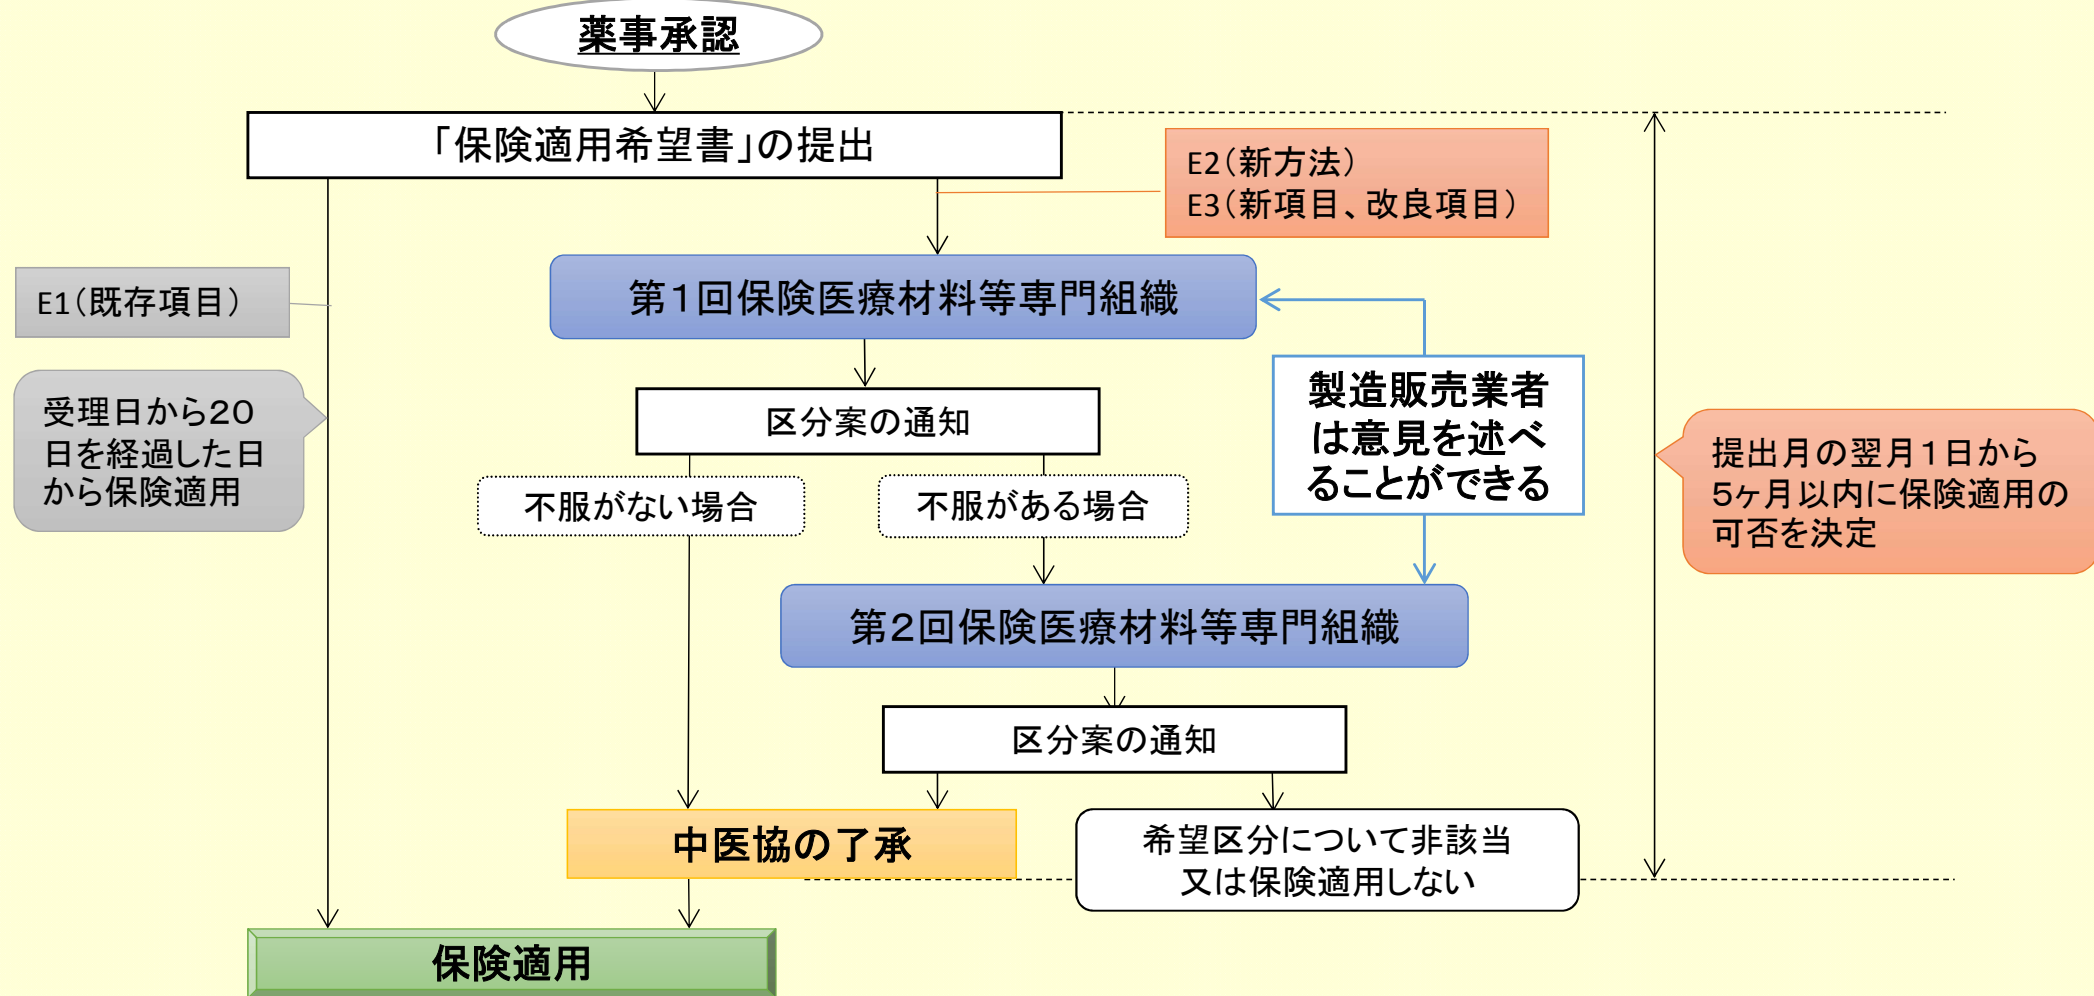 薬事承認
「保険適用希望書」の提出
E2(新方法)
E3(新項目、改良項目)
E1(既存項目)
第1回保険医療材料等専門組織
受理日から20
日を経過した日
から保険適用
区分案の通知
製造販売業者
は意見を述べ
ることができる
提出月の翌月1日から
5ヶ月以内に保険適用の
可否を決定
不服がない場合
不服がある場合
第2回保険医療材料等専門組織
区分案の通知
中医協の了承
希望区分について非該当
又は保険適用しない
保険適用